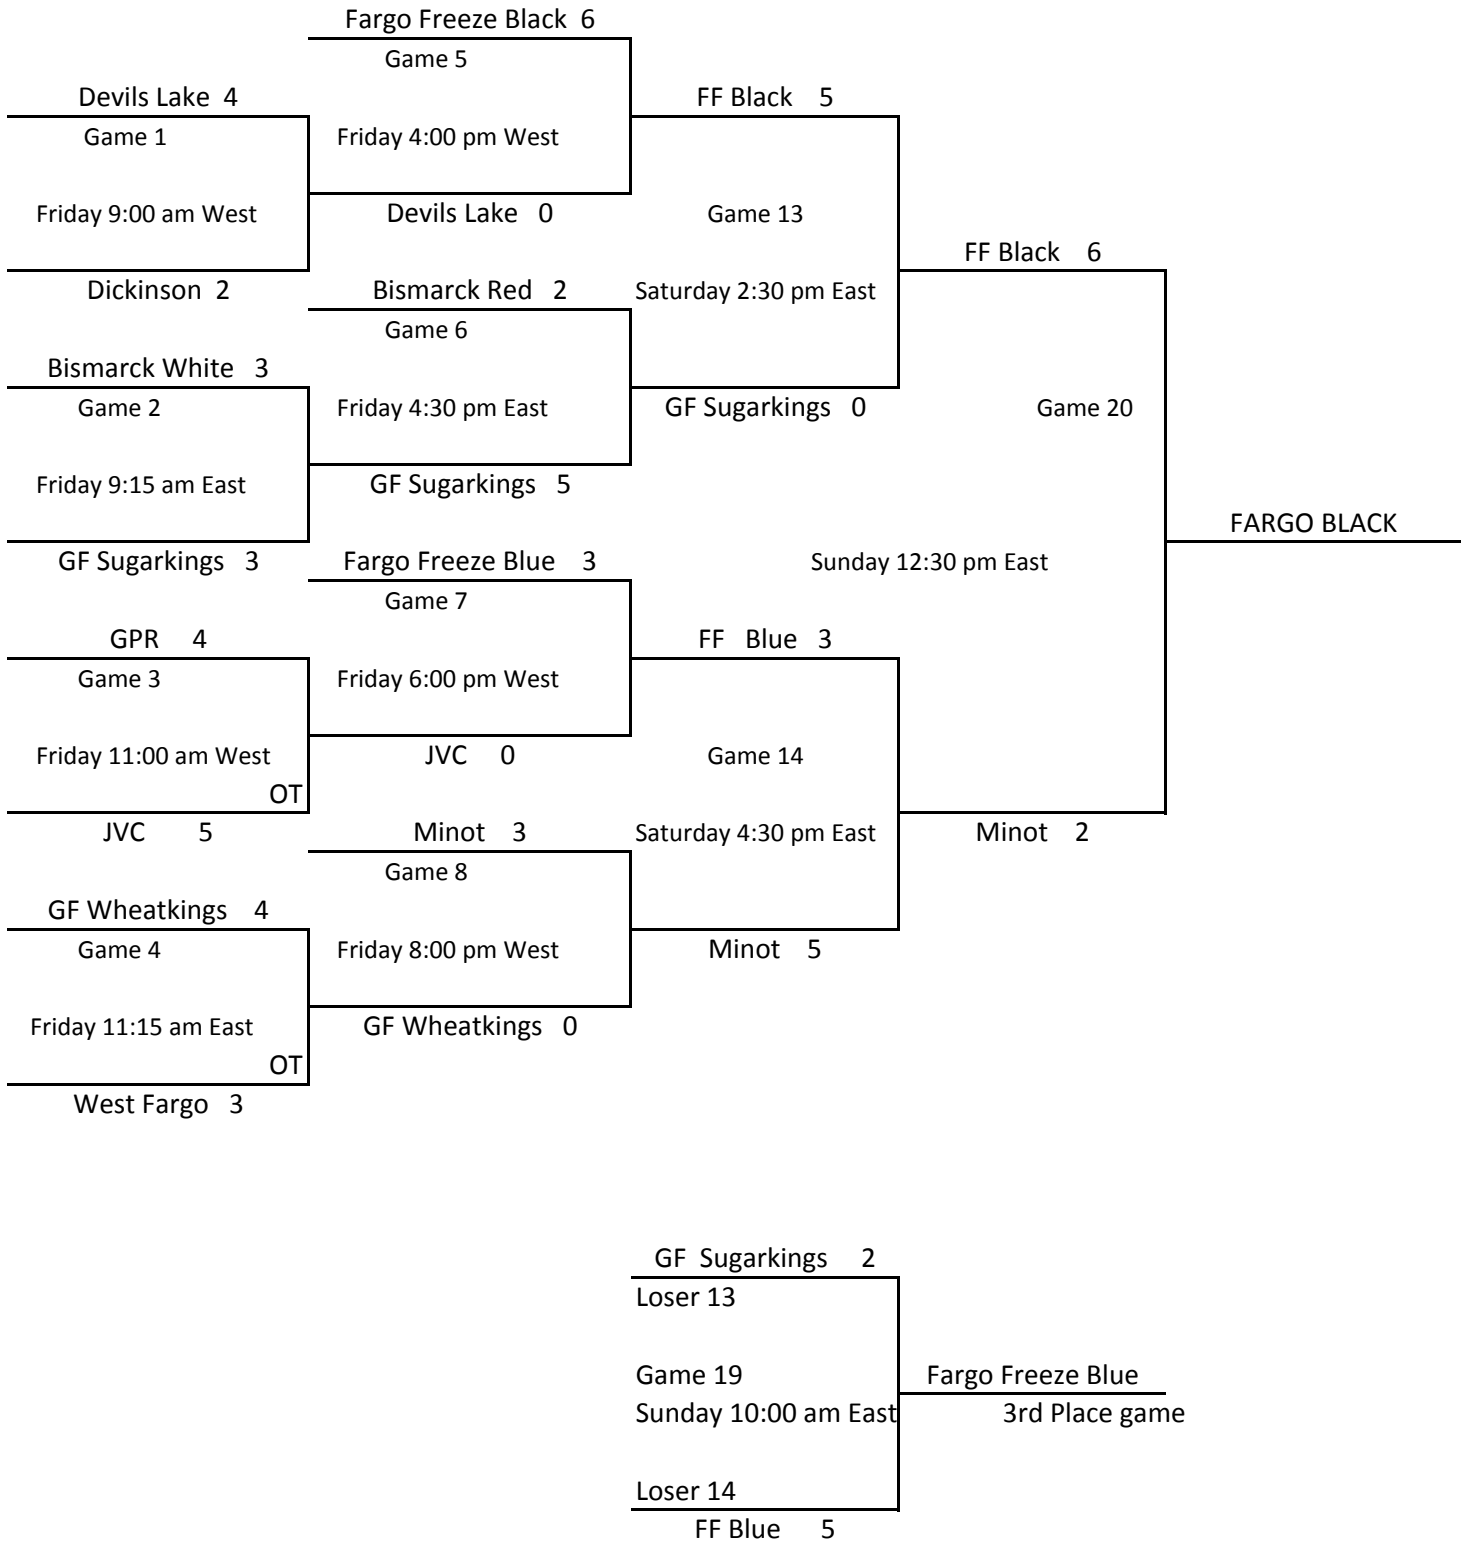 Fargo Freeze Black 6
Game 5
Devils Lake 4
FF Black 5
Game 1
Friday 4:00 pm West
Friday 9:00 am West
Devils Lake 0
Game 13
FF Black 6
Dickinson 2
Bismarck Red 2
Saturday 2:30 pm East
Game 6
Bismarck White 3
Game 2
Friday 4:30 pm East
GF Sugarkings 0
Game 20
Friday 9:15 am East
GF Sugarkings 5
FARGO BLACK
GF Sugarkings 3
Fargo Freeze Blue 3
Sunday 12:30 pm East
Game 7
GPR 4
FF Blue 3
Game 3
Friday 6:00 pm West
Friday 11:00 am West
JVC 0
Game 14
OT
JVC 5
Minot 3
Saturday 4:30 pm East
Minot 2
Game 8
GF Wheatkings 4
Game 4
Friday 8:00 pm West
Minot 5
Friday 11:15 am East
GF Wheatkings 0
OT
West Fargo 3
GF Sugarkings 2
Loser 13
Game 19
Fargo Freeze Blue
Sunday 10:00 am East
3rd Place game
Loser 14
FF Blue 5